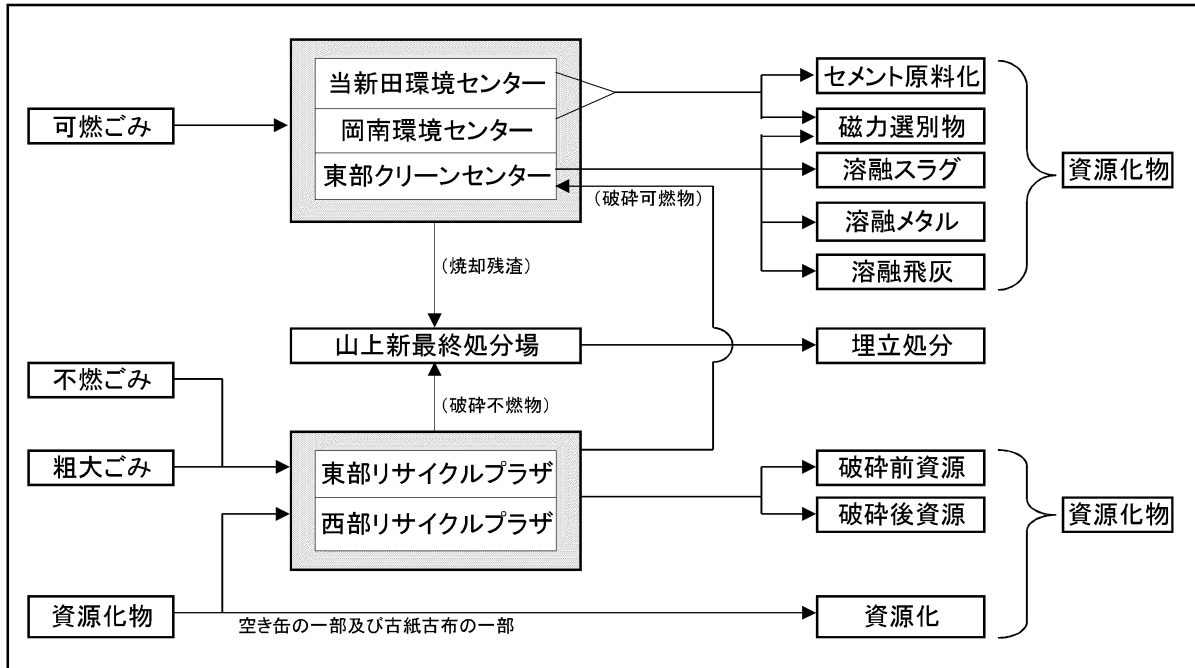 可燃ごみ
当新田環境センター
岡南環境センター
東部クリーンセンター
セメント原料化
磁力選別物
溶融スラグ
溶融メタル
溶融飛灰
資源化物
（破砕可燃物）
（焼却残渣）
山上新最終処分場
埋立処分
不燃ごみ
（破砕不燃物）
粗大ごみ
東部リサイクルプラザ
西部リサイクルプラザ
破砕前資源
破砕後資源
資源化物
資源化物
空き缶の一部及び古紙古布の一部
資源化